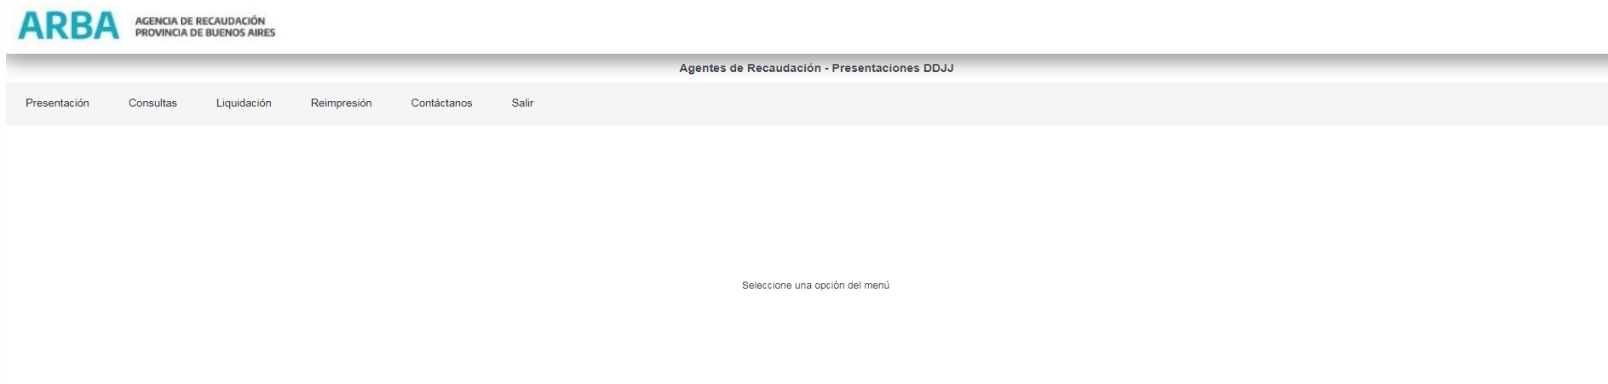 ARBA
AGENCIA DE RECAUDACIÓN
PROVINCIA DE BUENOS AIRES
Agentes de Recaudación - Presentaciones DDJJ
Presentación Consultas Liquidación Reimpresión Contáctanos Salir
Seleccione una opción del menú